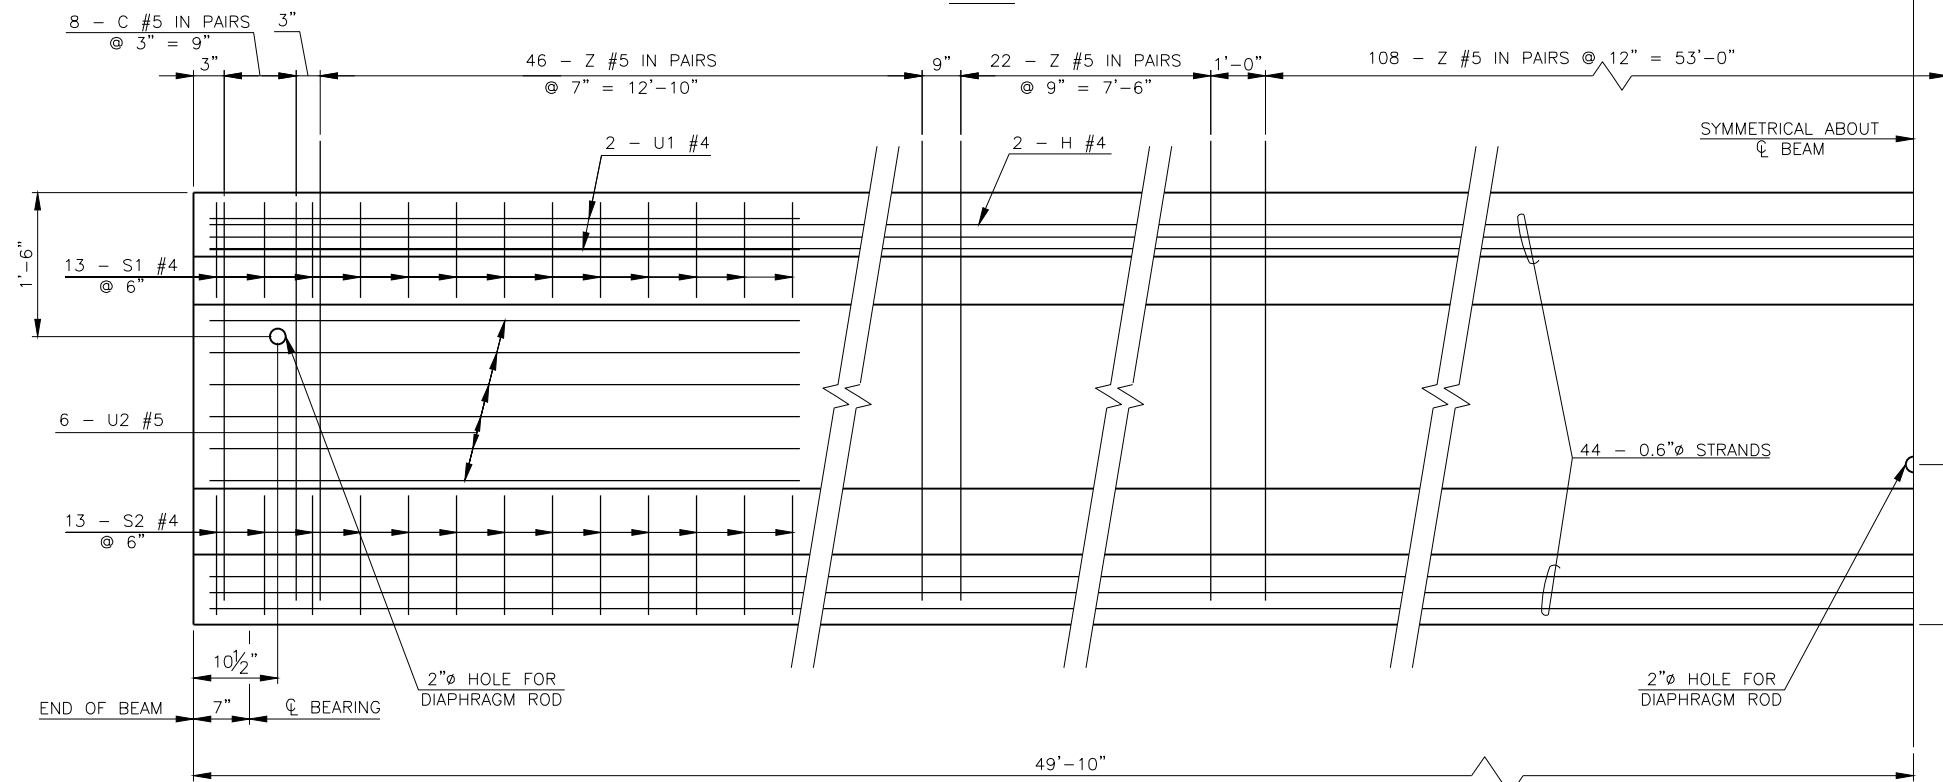 8 - C #5 IN PAIRS
@ 3" = 9"
3"
3"
46 - Z #5 IN PAIRS
@ 7" = 12'-10"
9"
22 - Z #5 IN PAIRS
@ 9" = 7'-6"
1'-0"
108 - Z #5 IN PAIRS @ 12" = 53'-0"
SYMMETRICAL ABOUT
℄ BEAM
2 - U1 #4
2 - H #4
1'-6"
13 - S1 #4
@ 6"
6 - U2 #5
44 - 0.6"ø STRANDS
13 - S2 #4
@ 6"
10½"
2"ø HOLE FOR
DIAPHRAGM ROD
2"ø HOLE FOR
DIAPHRAGM ROD
END OF BEAM
7"
℄ BEARING
49'-10"